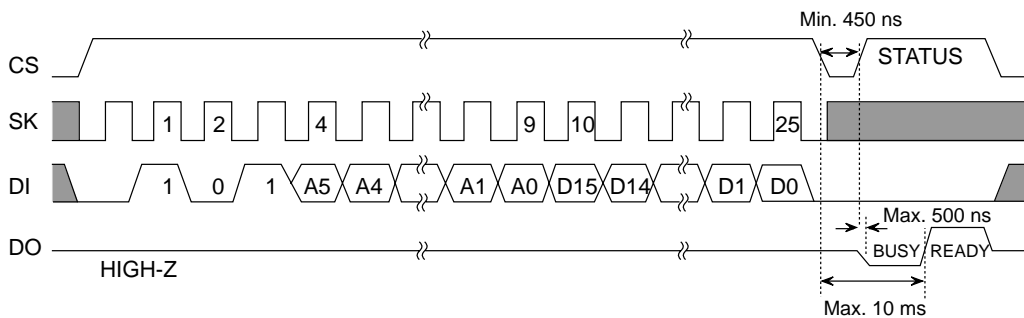 Min. 450 ns
CS
STATUS
SK
1
2
4
9
10
25
DI
1
0
1
A5
A4
A1
A0
D15
D14
D1
D0
Max. 500 ns
DO
BUSY
READY
HIGH-Z
Max. 10 ms